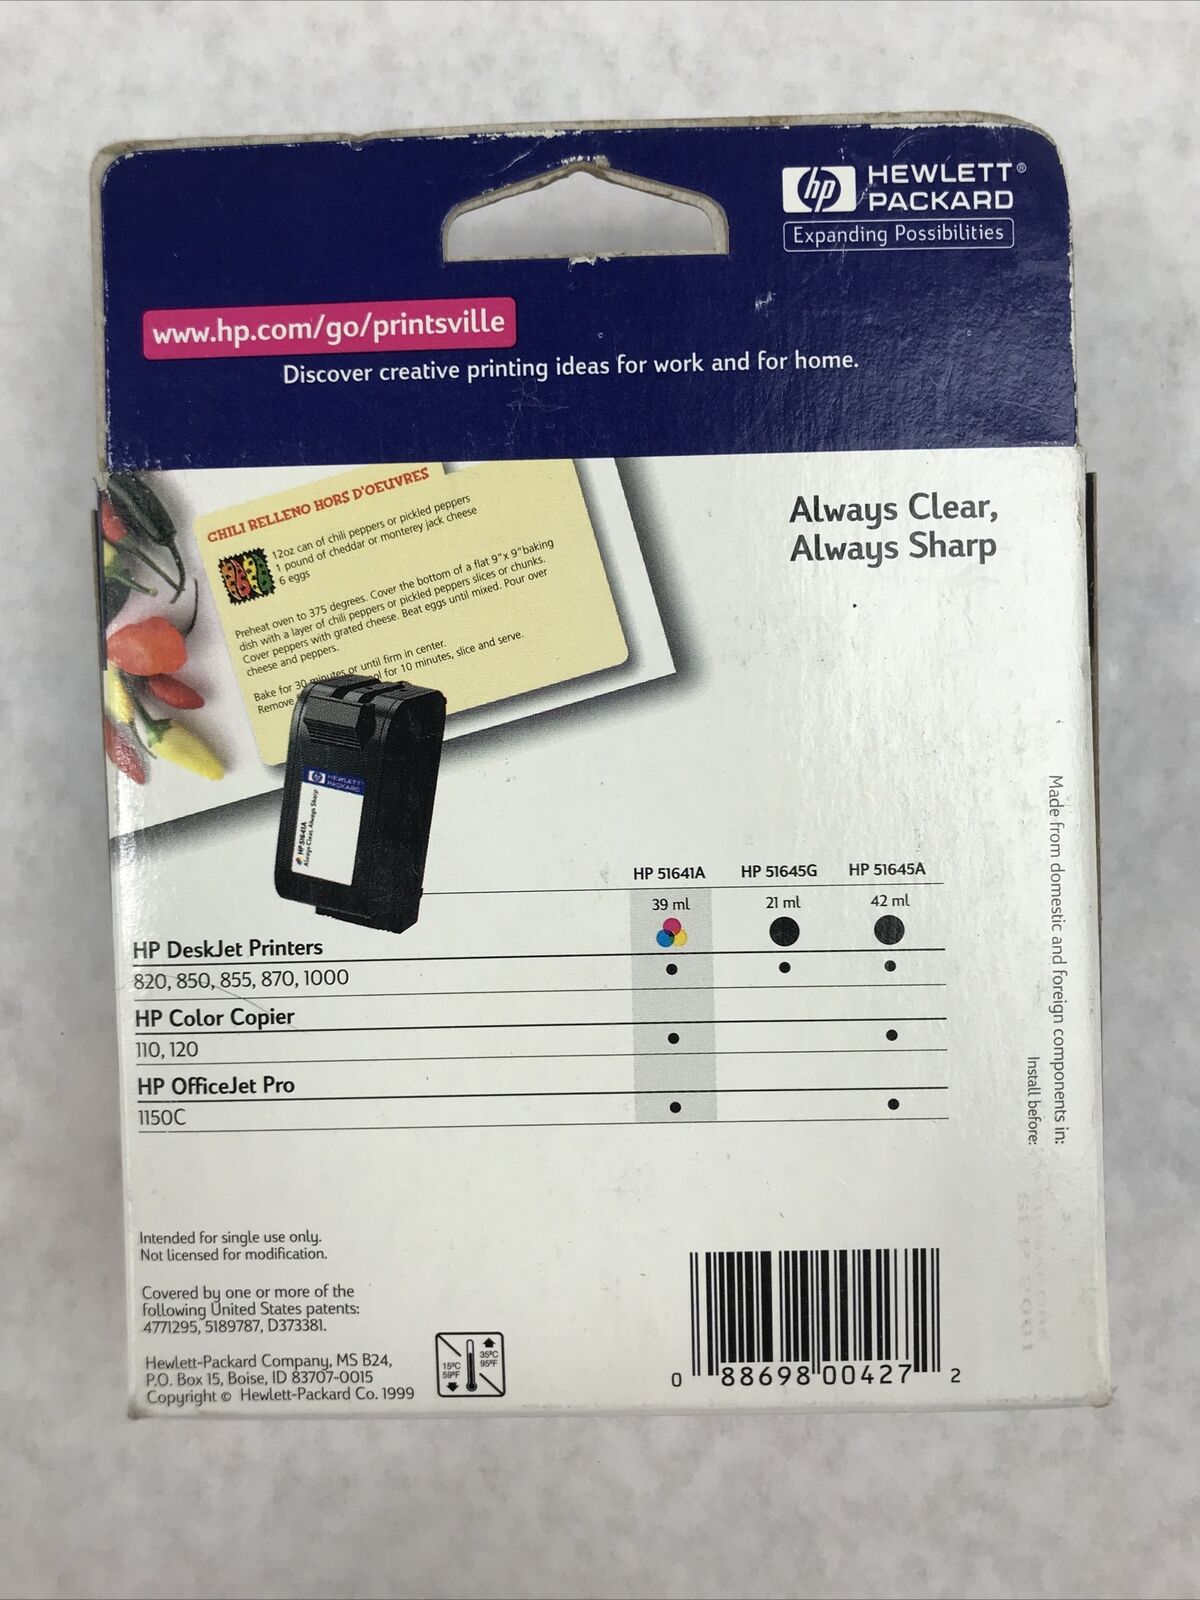 hp HEWLETT®
PACKARD
Expanding Possibilities
www.hp.com/go/printsville
Discover creative printing ideas for work and for home.
CHILI RELLENO HORS D'OEUVRES
12oz can of chili peppers or pickled peppers
1 pound of cheddar or monterey jack cheese
6 eggs
Preheat oven to 375 degrees. Cover the bottom of a flat 9"x 9"baking
dish with a layer of chili peppers or pickled peppers slices or chunks.
Cover peppers with grated cheese. Beat eggs until mixed. Pour over
cheese and peppers.
Bake for 30 minutes or until firm in center.
Remove for 10 minutes, slice and serve.
Always Clear,
Always Sharp
hp HEWLETT®
PACKARD
HP 51641A
Always Clear, Always Sharp
HP 51641A HP 51645G HP 51645A
39 ml 21 ml 42 ml
HP DeskJet Printers
820, 850, 855, 870, 1000
HP Color Copier
110, 120
HP OfficeJet Pro
1150C
Made from domestic and foreign components in:
Install before:
Intended for single use only.
Not licensed for modification.
Covered by one or more of the
following United States patents:
4771295, 5189787, D373381.
Hewlett-Packard Company, MS B24,
P.O. Box 15, Boise, ID 83707-0015
Copyright © Hewlett-Packard Co. 1999
15°C
59°F
35°C
95°F
0 88698 00427 2